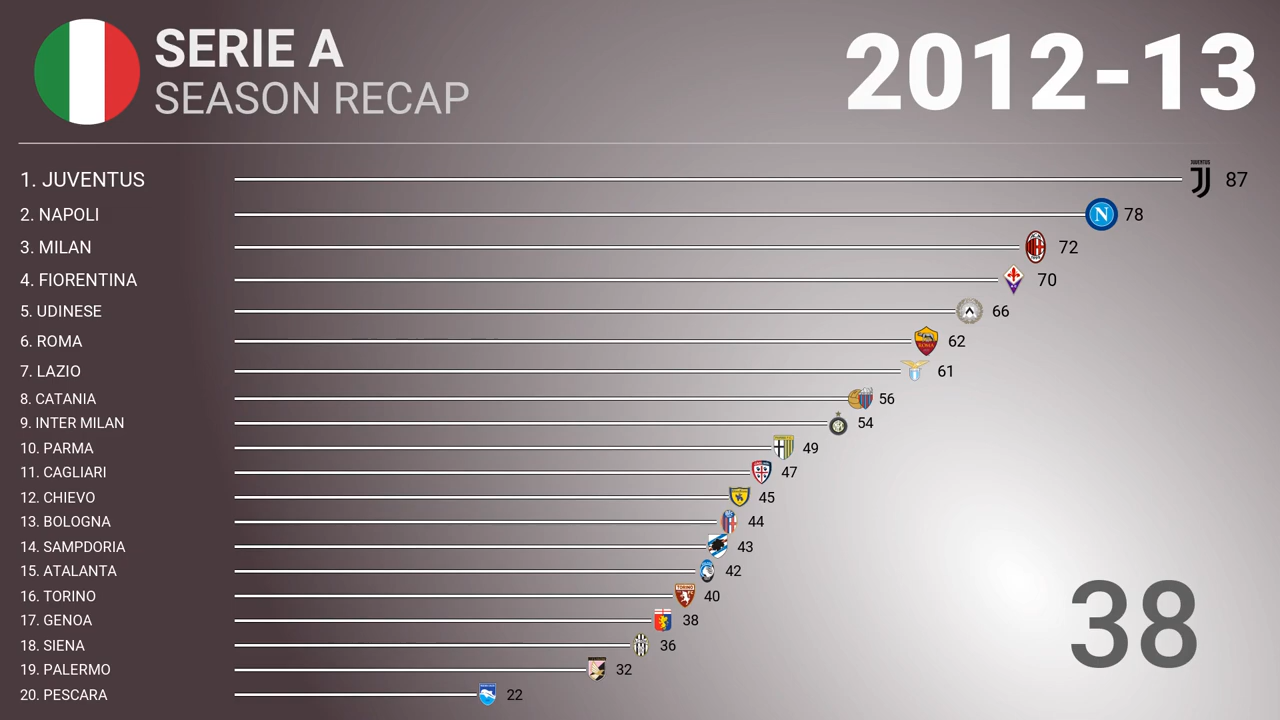 SERIE A
SEASON RECAP
2012-13
1. JUVENTUS JUVENTUS 87
2. NAPOLI N 78
3. MILAN 72
4. FIORENTINA 70
5. UDINESE 66
6. ROMA ROMA 62
7. LAZIO 61
8. CATANIA 56
9. INTER MILAN 54
10. PARMA 49
11. CAGLIARI 47
12. CHIEVO 45
13. BOLOGNA 44
14. SAMPDORIA 43
15. ATALANTA 42
16. TORINO TORINO 40
17. GENOA 38
18. SIENA 36
19. PALERMO 32
20. PESCARA 22
38